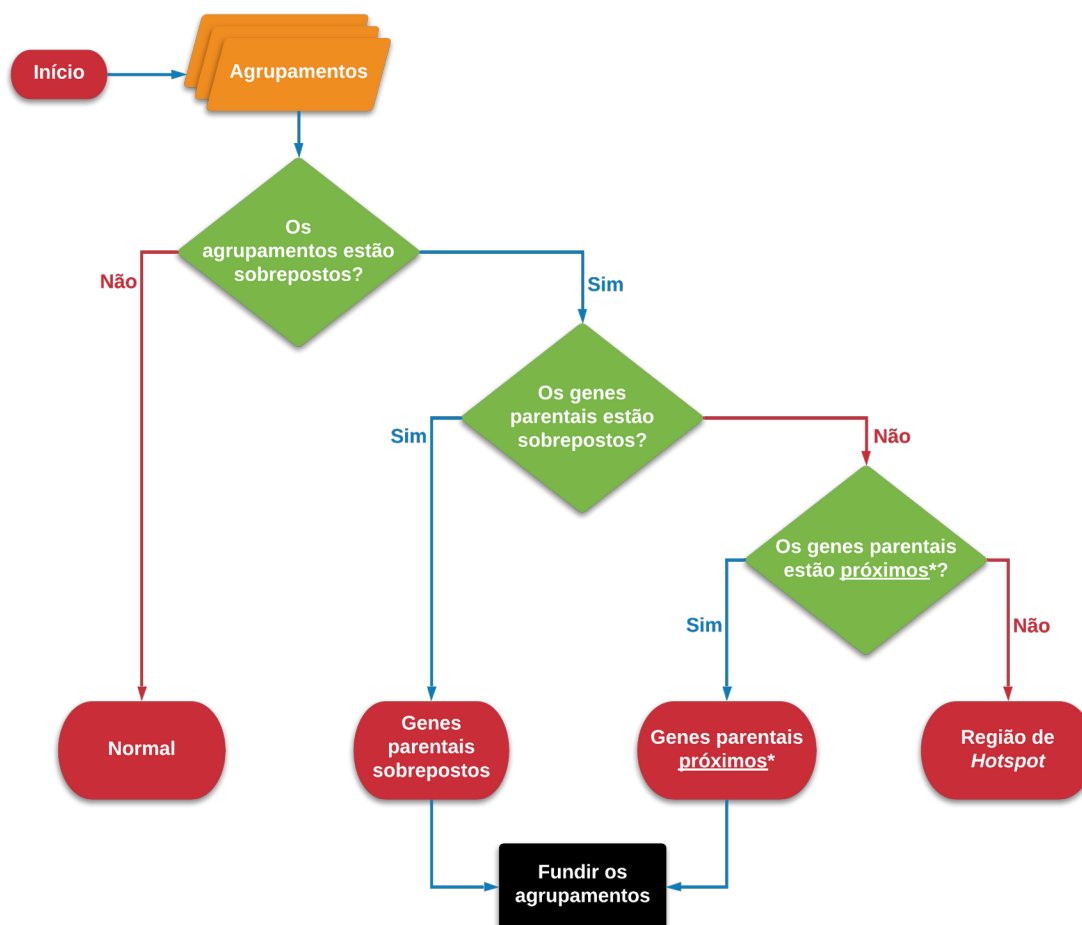 Início
Agrupamentos
Os
agrupamentos estão
sobrepostos?
Não
Sim
Os genes
parentais estão
sobrepostos?
Sim
Não
Os genes parentais
estão próximos*?
Sim
Não
Normal
Genes
parentais
sobrepostos
Genes parentais
próximos*
Região de
Hotspot
Fundir os
agrupamentos